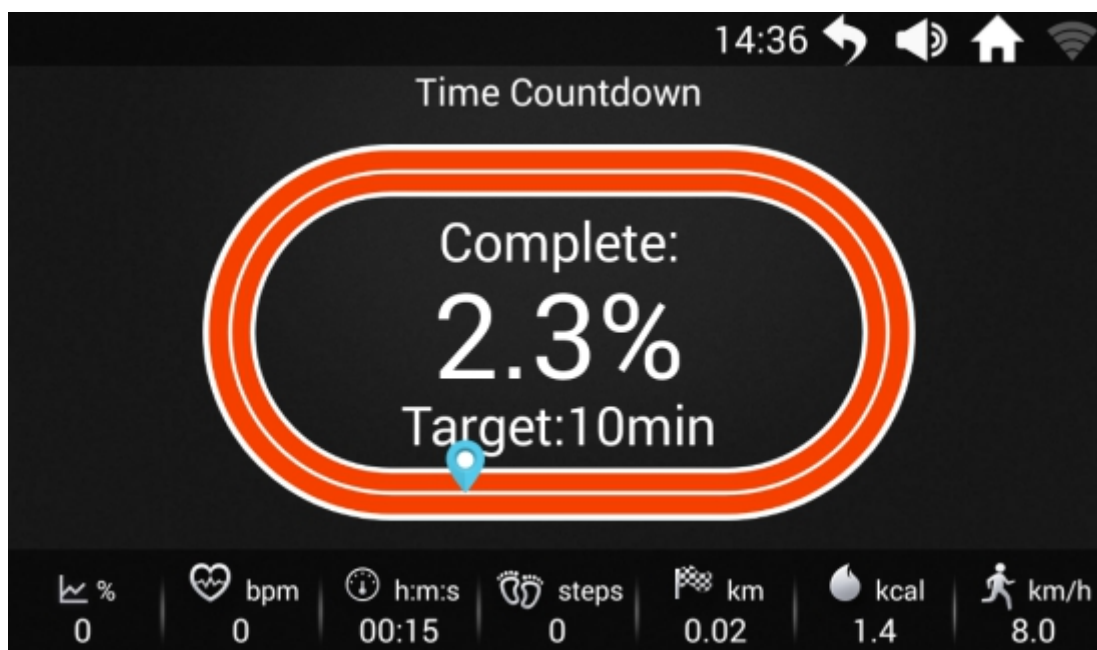 14:36
Time Countdown
Complete:
2.3%
Target:10min
% bpm h:m:s steps km kcal km/h
0 0 00:15 0 0.02 1.4 8.0